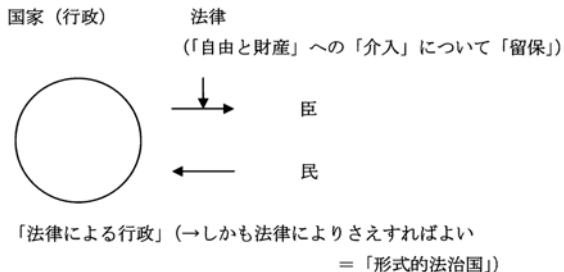 国家（行政） 法律
（「自由と財産」への「介入」について「留保」）
臣
民
「法律による行政」（→しかも法律によりさえすればよい
＝「形式的法治国」）